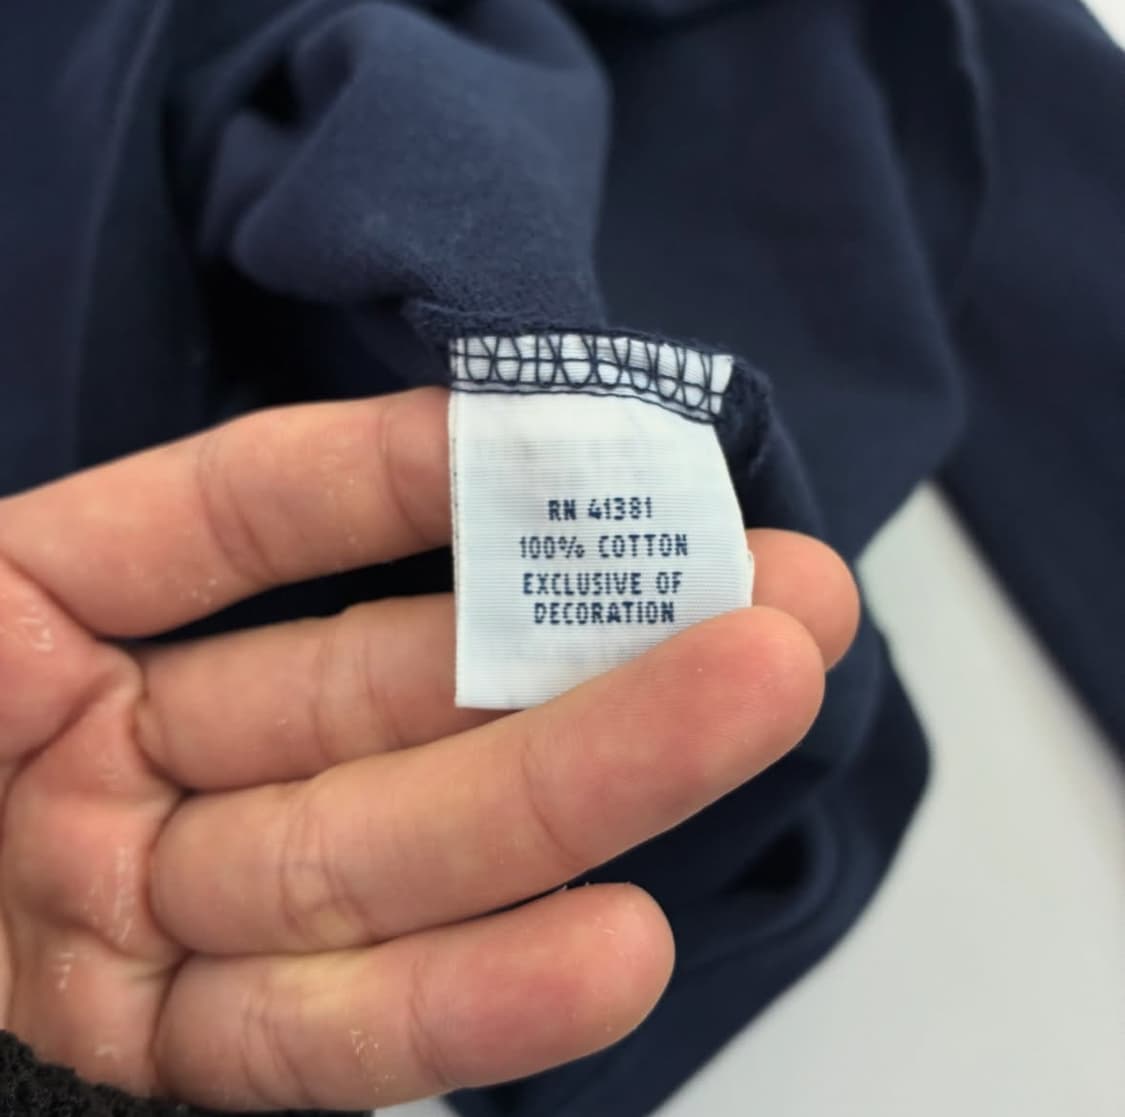 RN 41381
100% COTTON
EXCLUSIVE OF
DECORATION